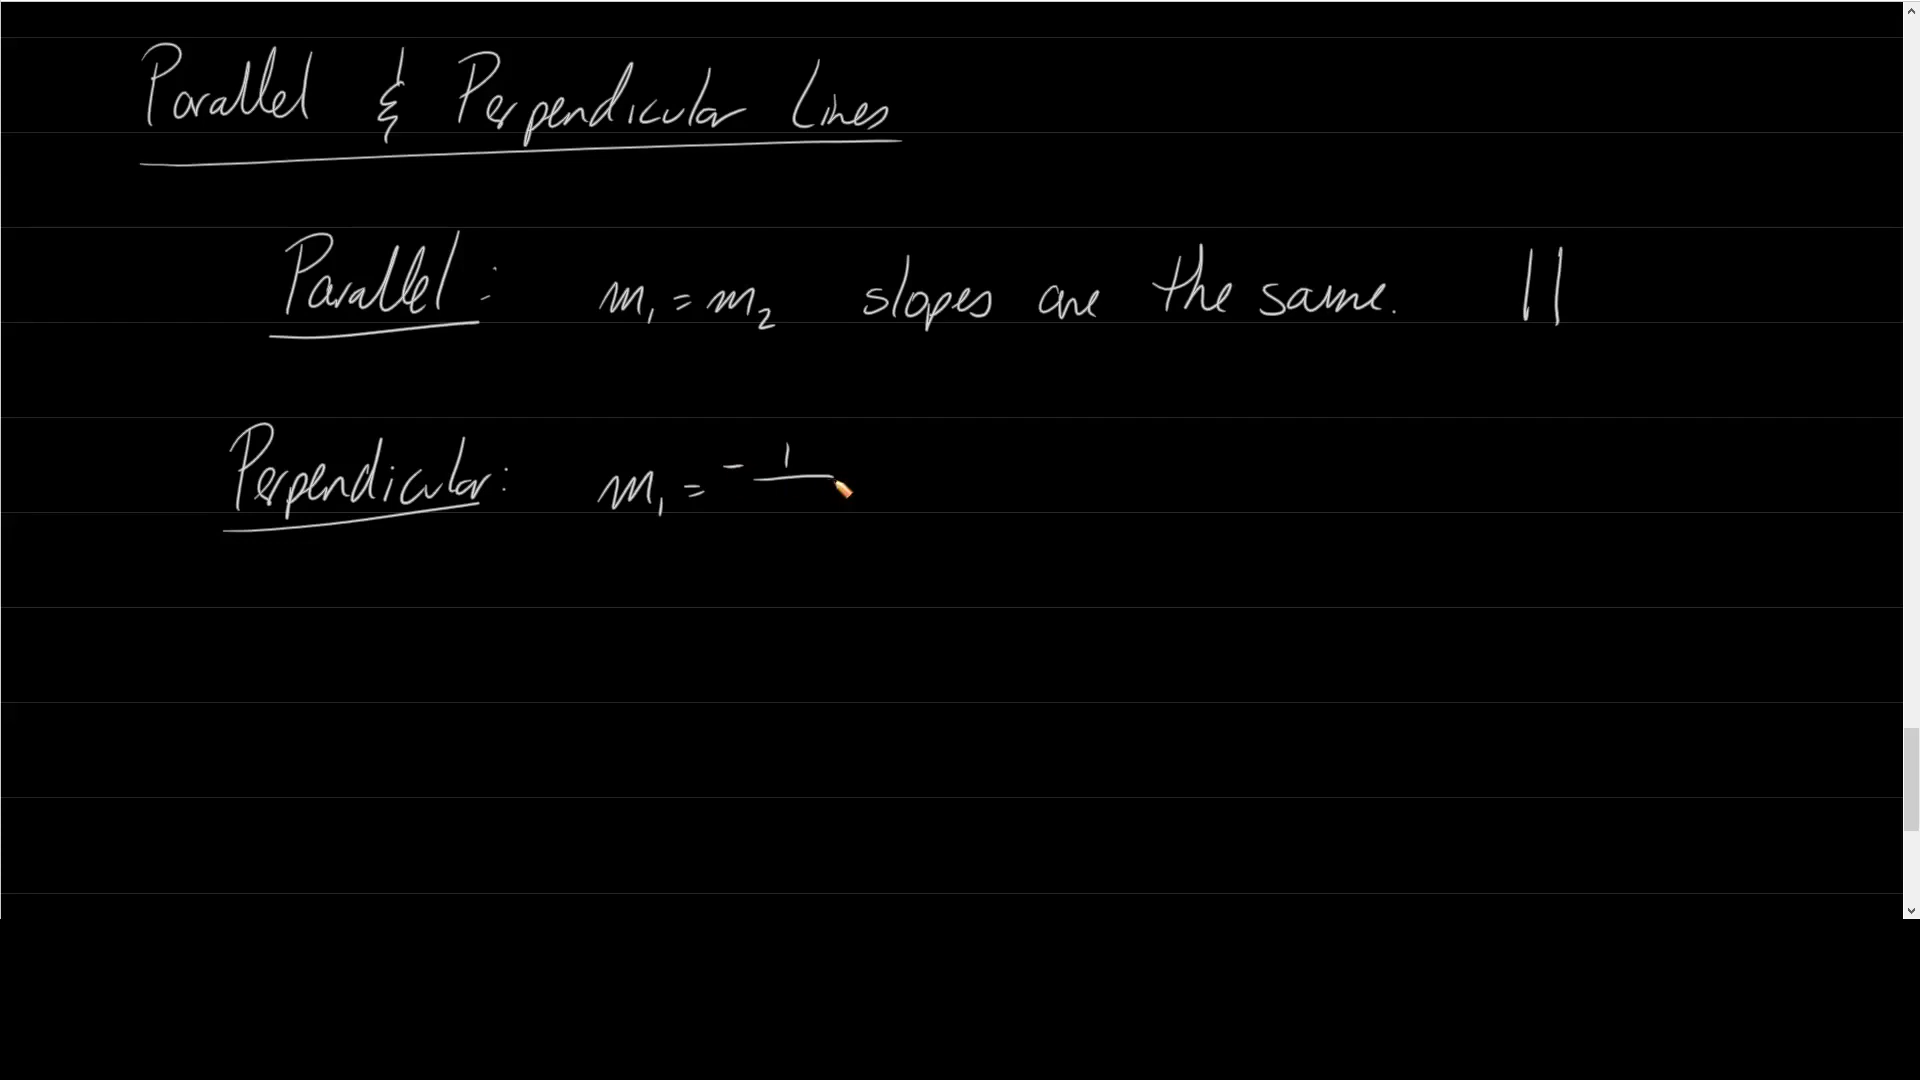 Parallel & Perpendicular Lines
Parallel: m₁ = m₂ slopes are the same. ||
Perpendicular: m₁ = - 1/